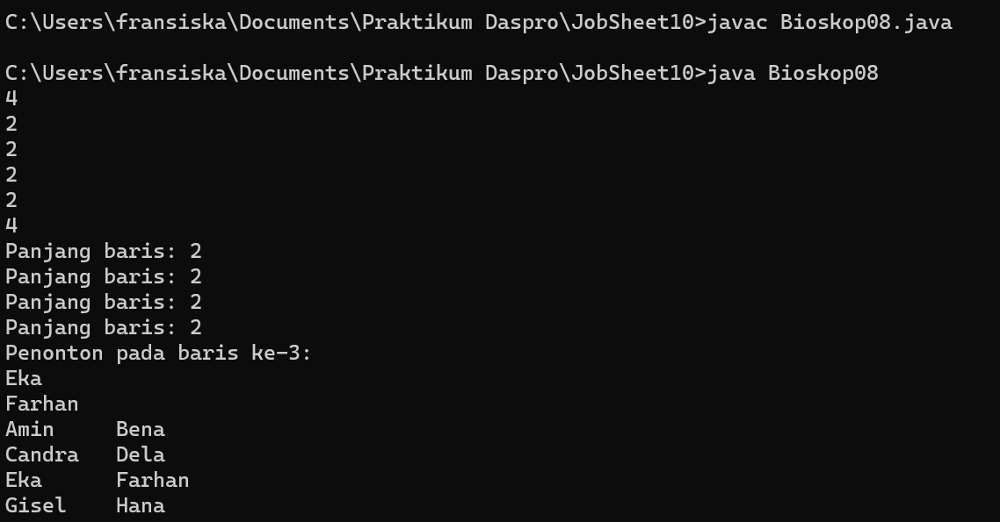 C:\Users\fransiska\Documents\Praktikum Daspro\JobSheet10>javac Bioskop08.java
C:\Users\fransiska\Documents\Praktikum Daspro\JobSheet10>java Bioskop08
4
2
2
2
2
4
Panjang baris: 2
Panjang baris: 2
Panjang baris: 2
Panjang baris: 2
Penonton pada baris ke-3:
Eka
Farhan
Amin     Bena
Candra   Dela
Eka      Farhan
Gisel    Hana